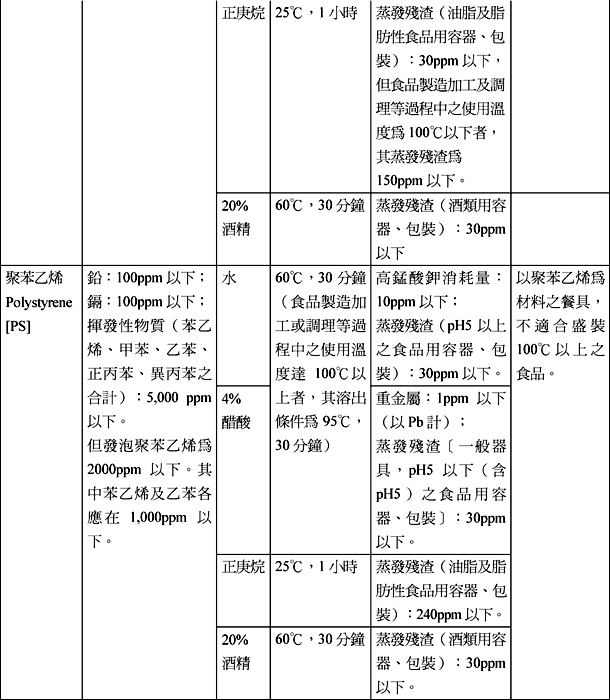 正庚烷
25℃，1 小時
蒸發殘渣（油脂及脂
肪性食品用容器、包
裝）：30ppm 以下，
但食品製造加工及調
理等過程中之使用溫
度爲 100℃以下者，
其蒸發殘渣爲
150ppm 以下。
20%
酒精
60℃，30 分鐘
蒸發殘渣（酒類用容
器、包裝）：30ppm
以下
聚苯乙烯
Polystyrene
[PS]
鉛：100ppm 以下；
鎘：100ppm 以下；
揮發性物質（苯乙
烯、甲苯、乙苯、
正丙苯、異丙苯之
合計）：5,000 ppm
以下。
但發泡聚苯乙烯爲
2000ppm 以下。其
中苯乙烯及乙苯各
應在 1,000ppm 以
下。
水
60℃，30 分鐘
（食品製造加
工或調理等過
程中之使用溫
度達 100℃以
上者，其溶出
條件爲 95℃，
30 分鐘）
高錳酸鉀消耗量：
10ppm 以下；
蒸發殘渣（pH5 以上
之食品用容器、包
裝）：30ppm 以下。
以聚苯乙烯爲
材料之餐具，
不適合盛裝
100℃以上之
食品。
4%
醋酸
重金屬：1ppm 以下
（以 Pb 計）；
蒸發殘渣〔一般器
具，pH5 以下（含
pH5）之食品用容
器、包裝〕：30ppm
以下。
正庚烷
25℃，1 小時
蒸發殘渣（油脂及脂
肪性食品用容器、包
裝）：240ppm 以下。
20%
酒精
60℃，30 分鐘
蒸發殘渣（酒類用容
器、包裝）：30ppm
以下。